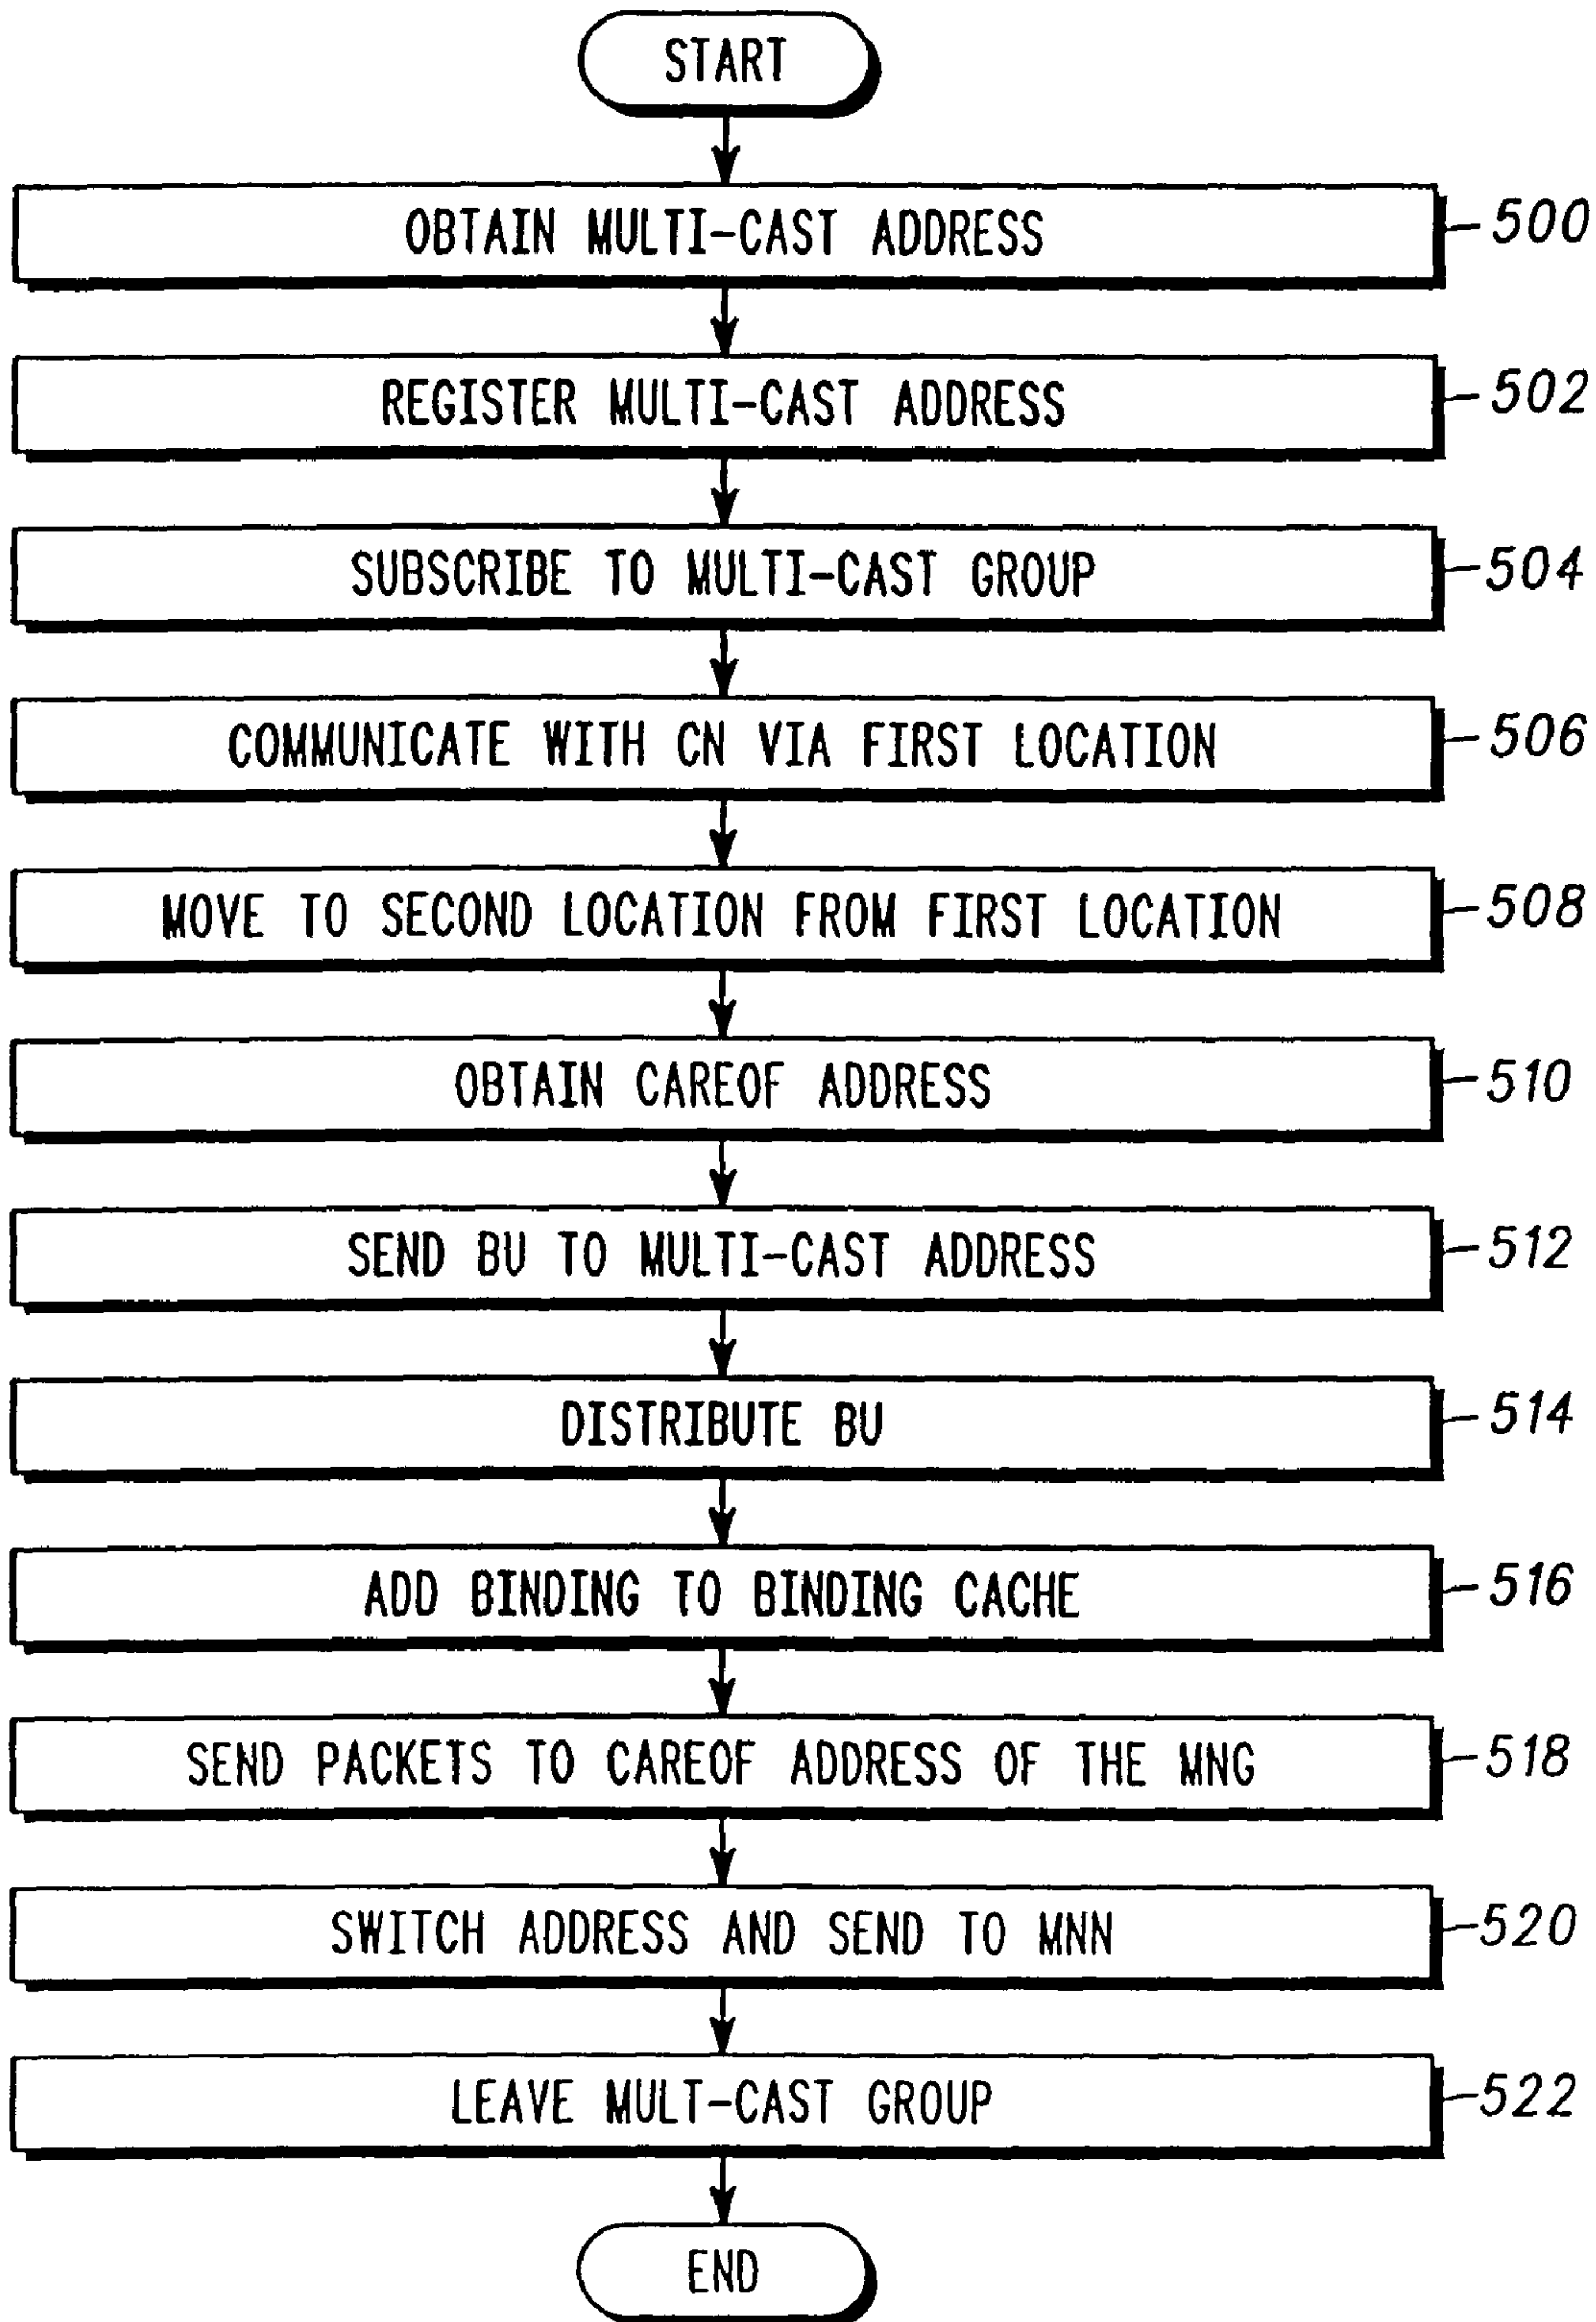 START
OBTAIN MULTI-CAST ADDRESS 500
REGISTER MULTI-CAST ADDRESS 502
SUBSCRIBE TO MULTI-CAST GROUP 504
COMMUNICATE WITH CN VIA FIRST LOCATION 506
MOVE TO SECOND LOCATION FROM FIRST LOCATION 508
OBTAIN CAREOF ADDRESS 510
SEND BU TO MULTI-CAST ADDRESS 512
DISTRIBUTE BU 514
ADD BINDING TO BINDING CACHE 516
SEND PACKETS TO CAREOF ADDRESS OF THE MNG 518
SWITCH ADDRESS AND SEND TO MNN 520
LEAVE MULT-CAST GROUP 522
END